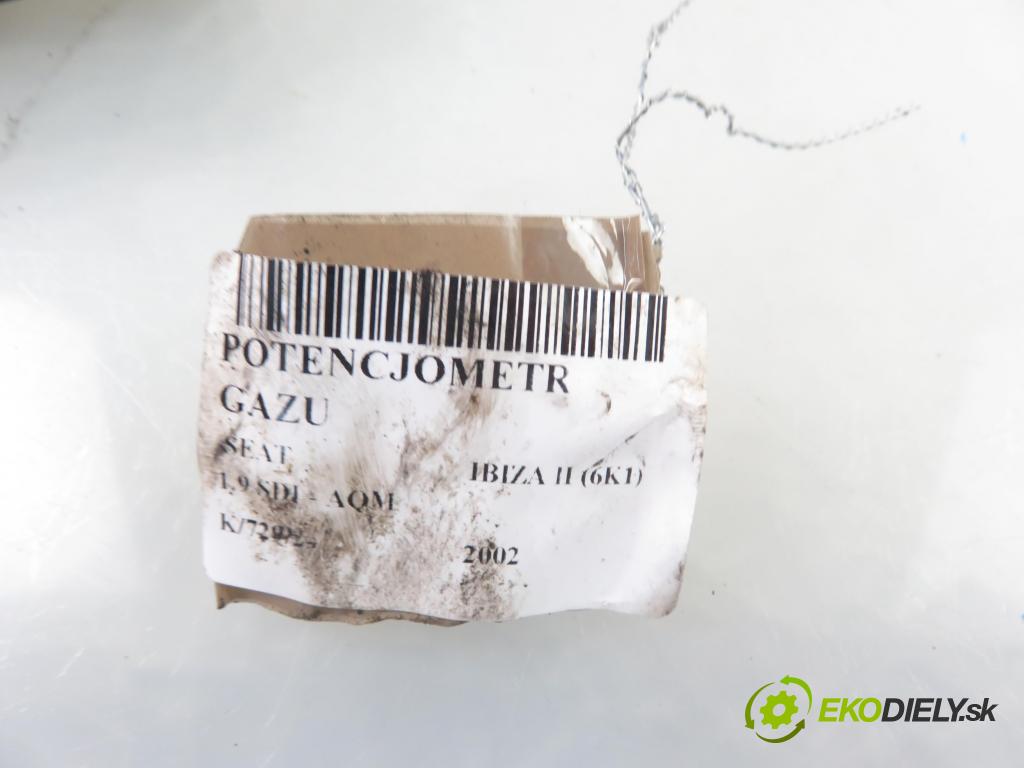 POTENCJOMETR
GAZU
SEAT
IBIZA II (6K1)
1.9 SDI - AQM
2002
EKODIELY.sk